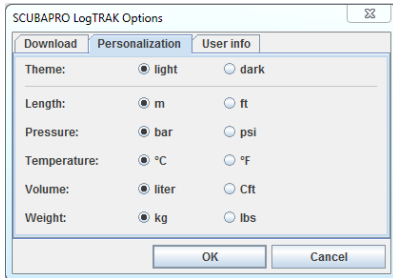 SCUBAPRO LogTRAK Options
Download Personalization User info
Theme: light dark
Length: m ft
Pressure: bar psi
Temperature: °C °F
Volume: liter Cft
Weight: kg lbs
OK Cancel